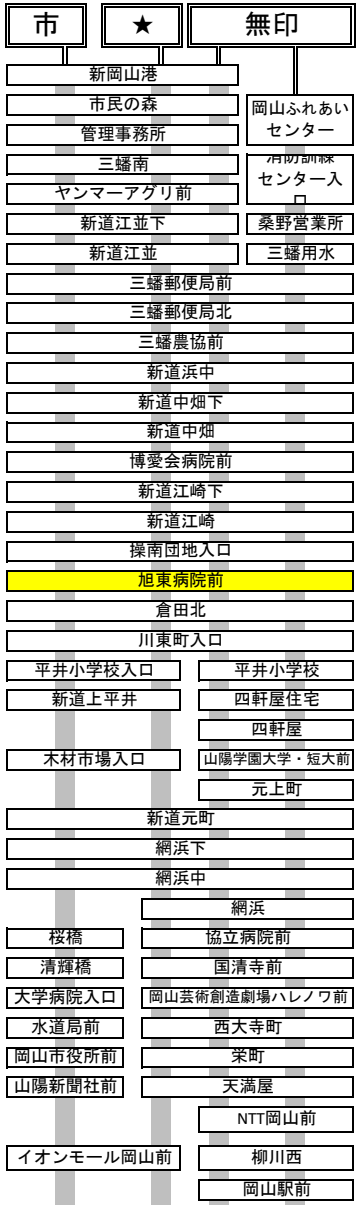 市 ★ 無印
新岡山港
市民の森 岡山ふれあい
センター
管理事務所
三蟠南 消防訓練
センター入
口
ヤンマーアグリ前
新道江並下 桑野営業所
新道江並 三蟠用水
三蟠郵便局前
三蟠郵便局北
三蟠農協前
新道浜中
新道中畑下
新道中畑
博愛会病院前
新道江崎下
新道江崎
操南団地入口
旭東病院前
倉田北
川東町入口
平井小学校入口 平井小学校
新道上平井 四軒屋住宅
四軒屋
木材市場入口 山陽学園大学・短大前
元上町
新道元町
網浜下
網浜中
網浜
桜橋 協立病院前
清輝橋 国清寺前
大学病院入口 岡山芸術創造劇場ハレノワ前
水道局前 西大寺町
岡山市役所前 栄町
山陽新聞社前 天満屋
NTT岡山前
イオンモール岡山前 柳川西
岡山駅前